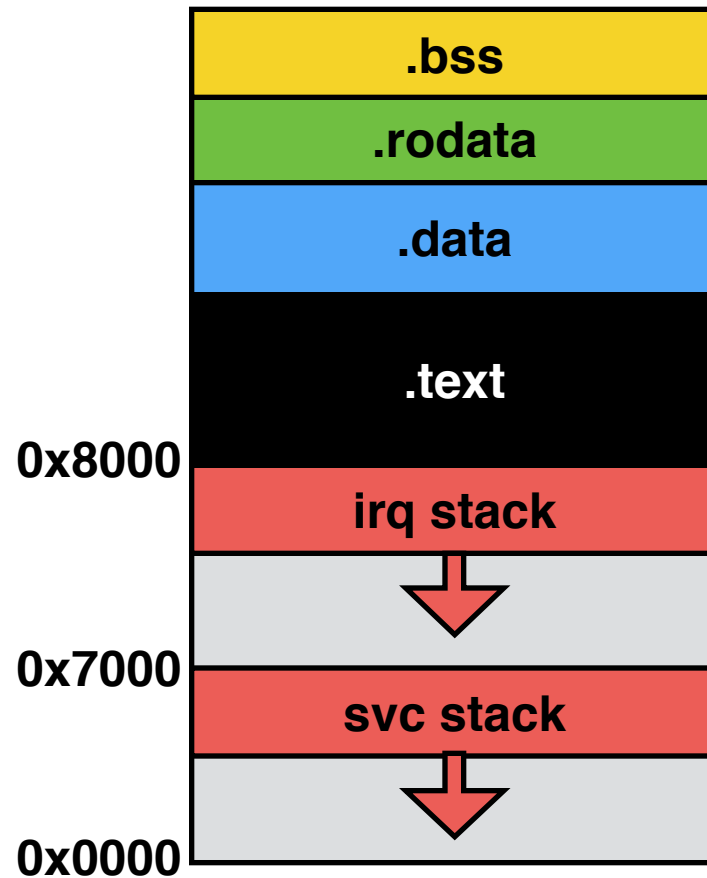 .bss
.rodata
.data
.text
0x8000
irq stack
0x7000
svc stack
0x0000